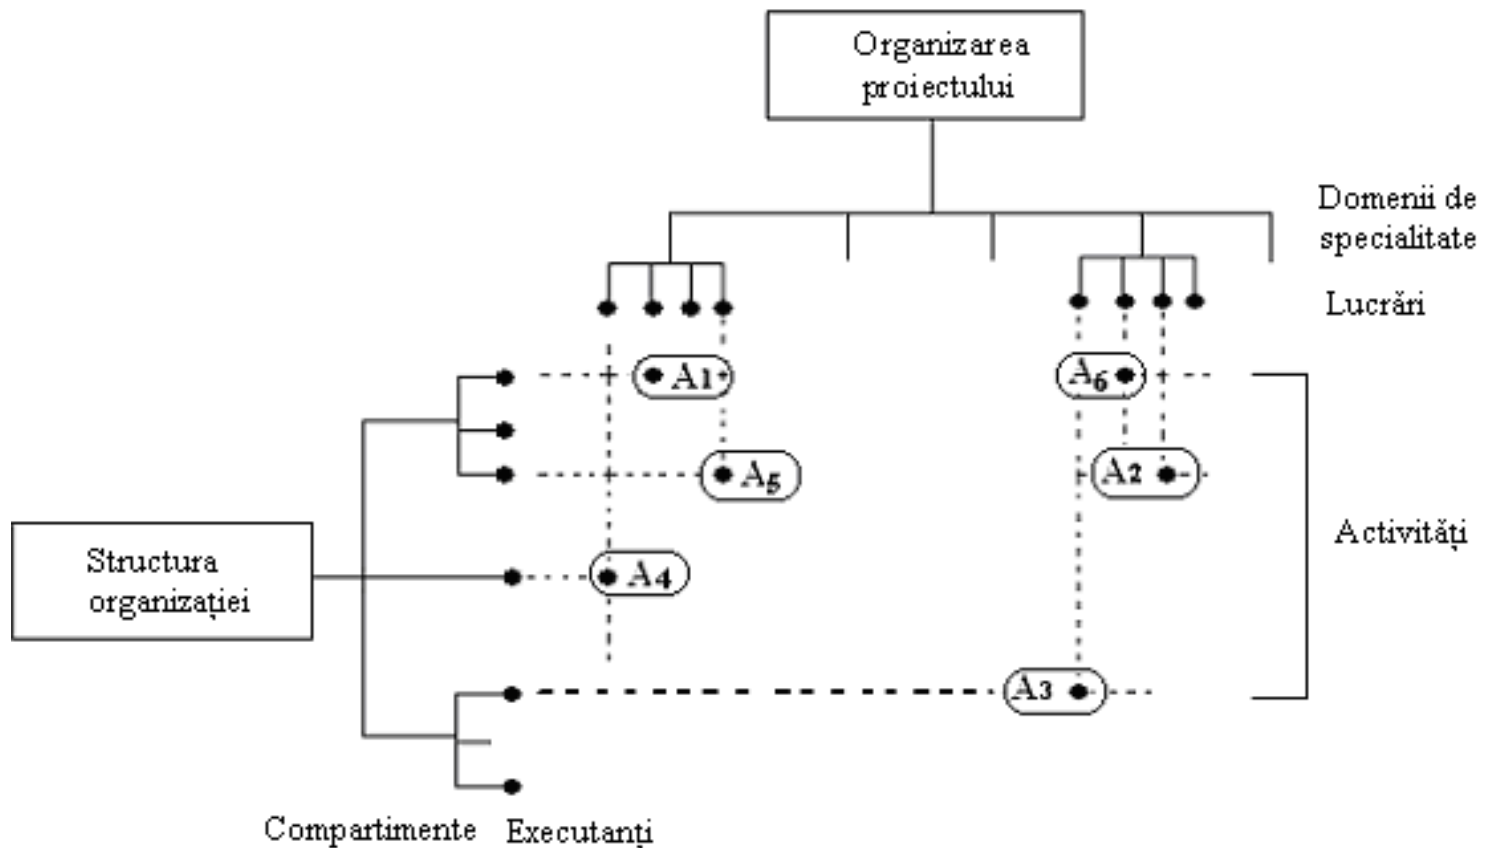 Organizarea
proiectului
Domenii de
specialitate
Lucrări
A1
A6
A5
A2
Activități
Structura
organizației
A4
A3
Compartimente Executanți